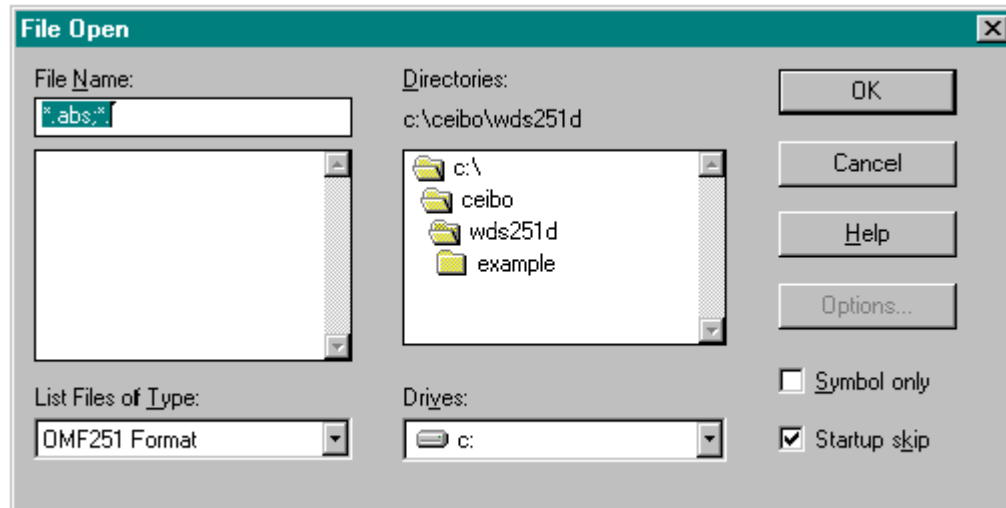 File Open
File Name:
*.abs;*.
Directories:
c:\ceibo\wds251d
c:\
ceibo
wds251d
example
OK
Cancel
Help
Options...
List Files of Type:
OMF251 Format
Drives:
c:
Symbol only
Startup skip